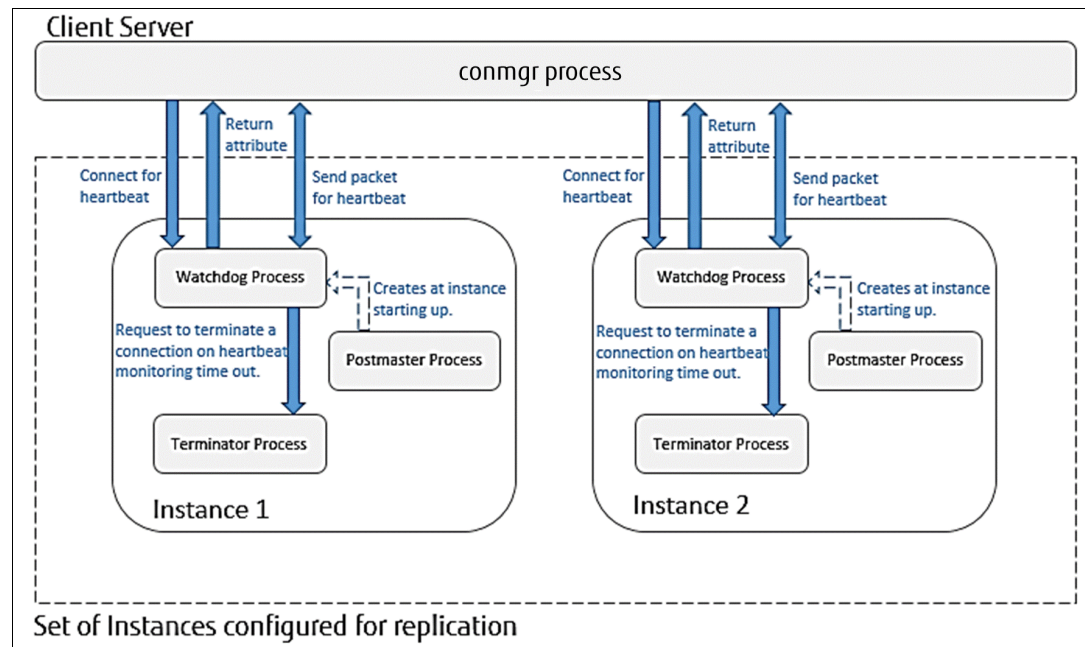 Client Server
conmgr process
Connect for
heartbeat
Return
attribute
Send packet
for heartbeat
Watchdog Process
Creates at instance
starting up.
Request to terminate a
connection on heartbeat
monitoring time out.
Postmaster Process
Terminator Process
Instance 1
Connect for
heartbeat
Return
attribute
Send packet
for heartbeat
Watchdog Process
Creates at instance
starting up.
Request to terminate a
connection on heartbeat
monitoring time out.
Postmaster Process
Terminator Process
Instance 2
Set of Instances configured for replication